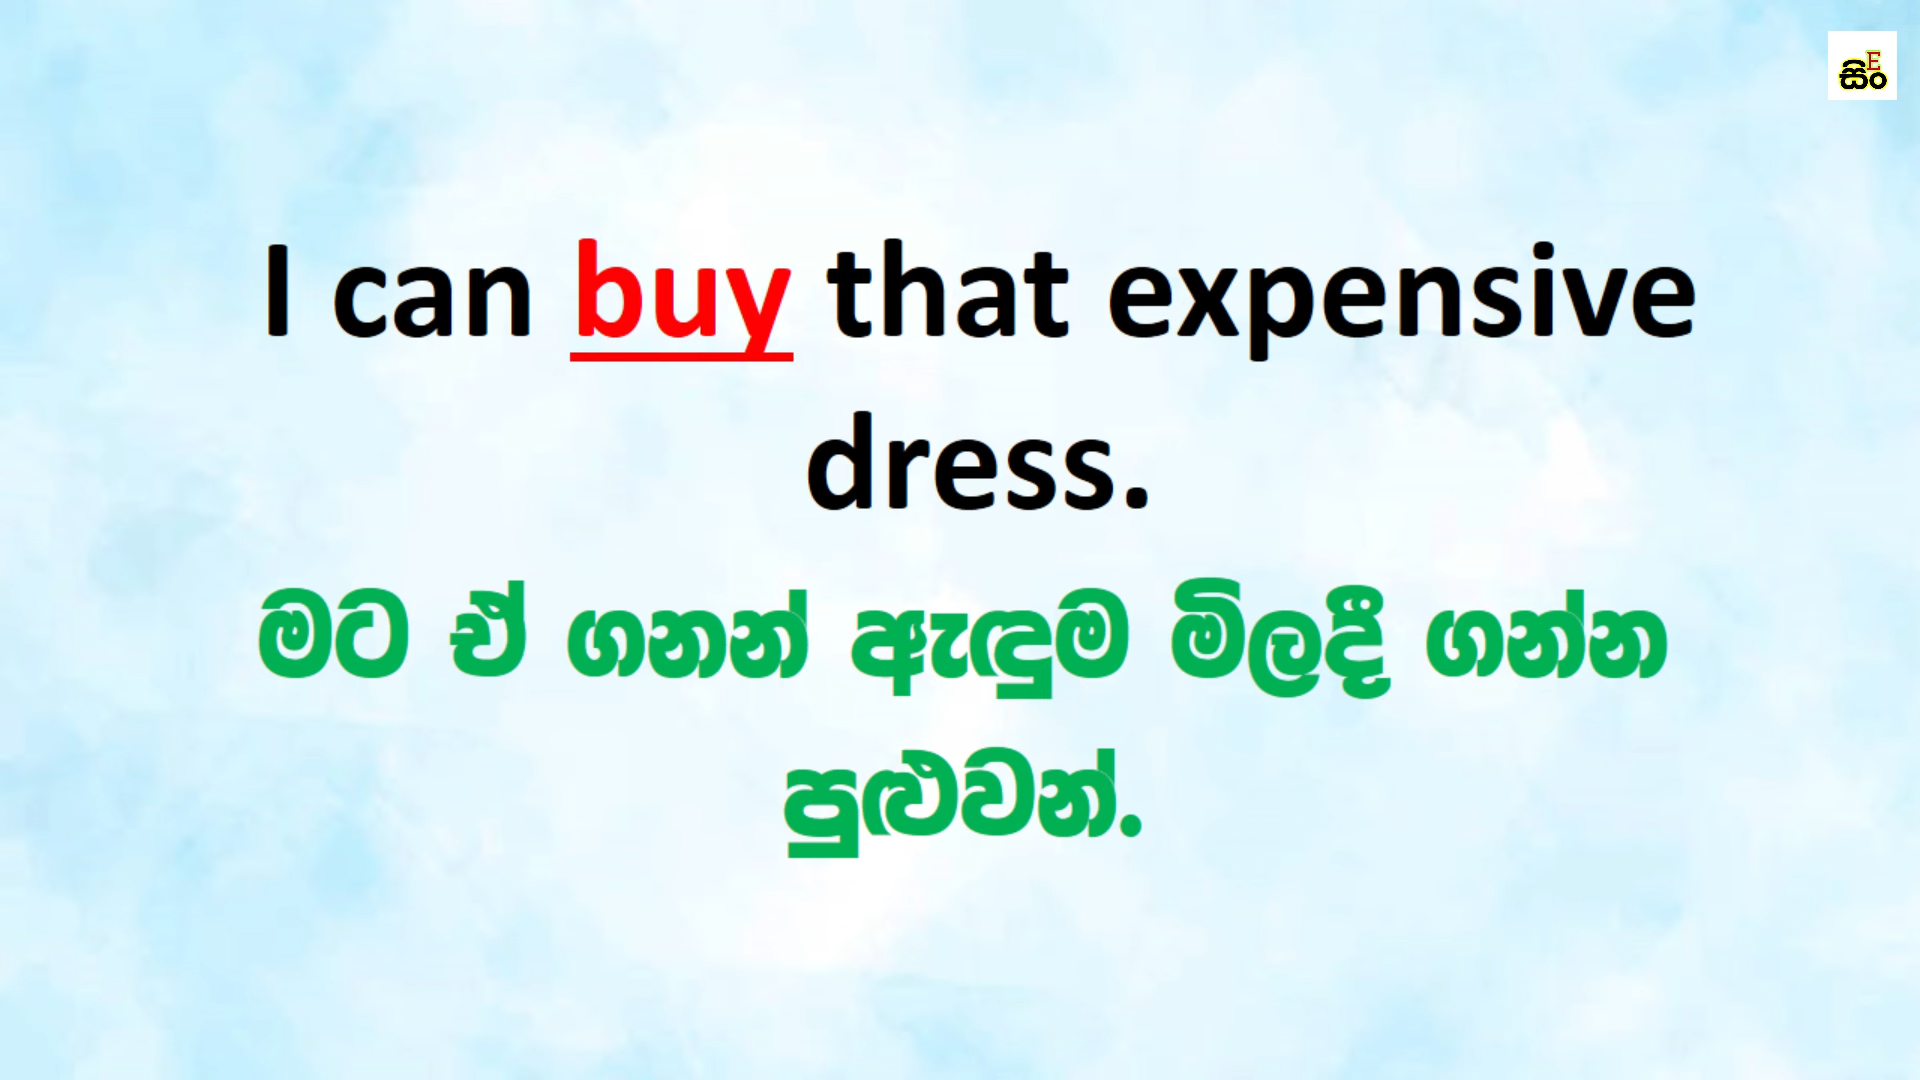 සිංE
I can buy that expensive
dress.
මට ඒ ගනන් ඇඳුම මිලදී ගන්න
පුළුවන්.